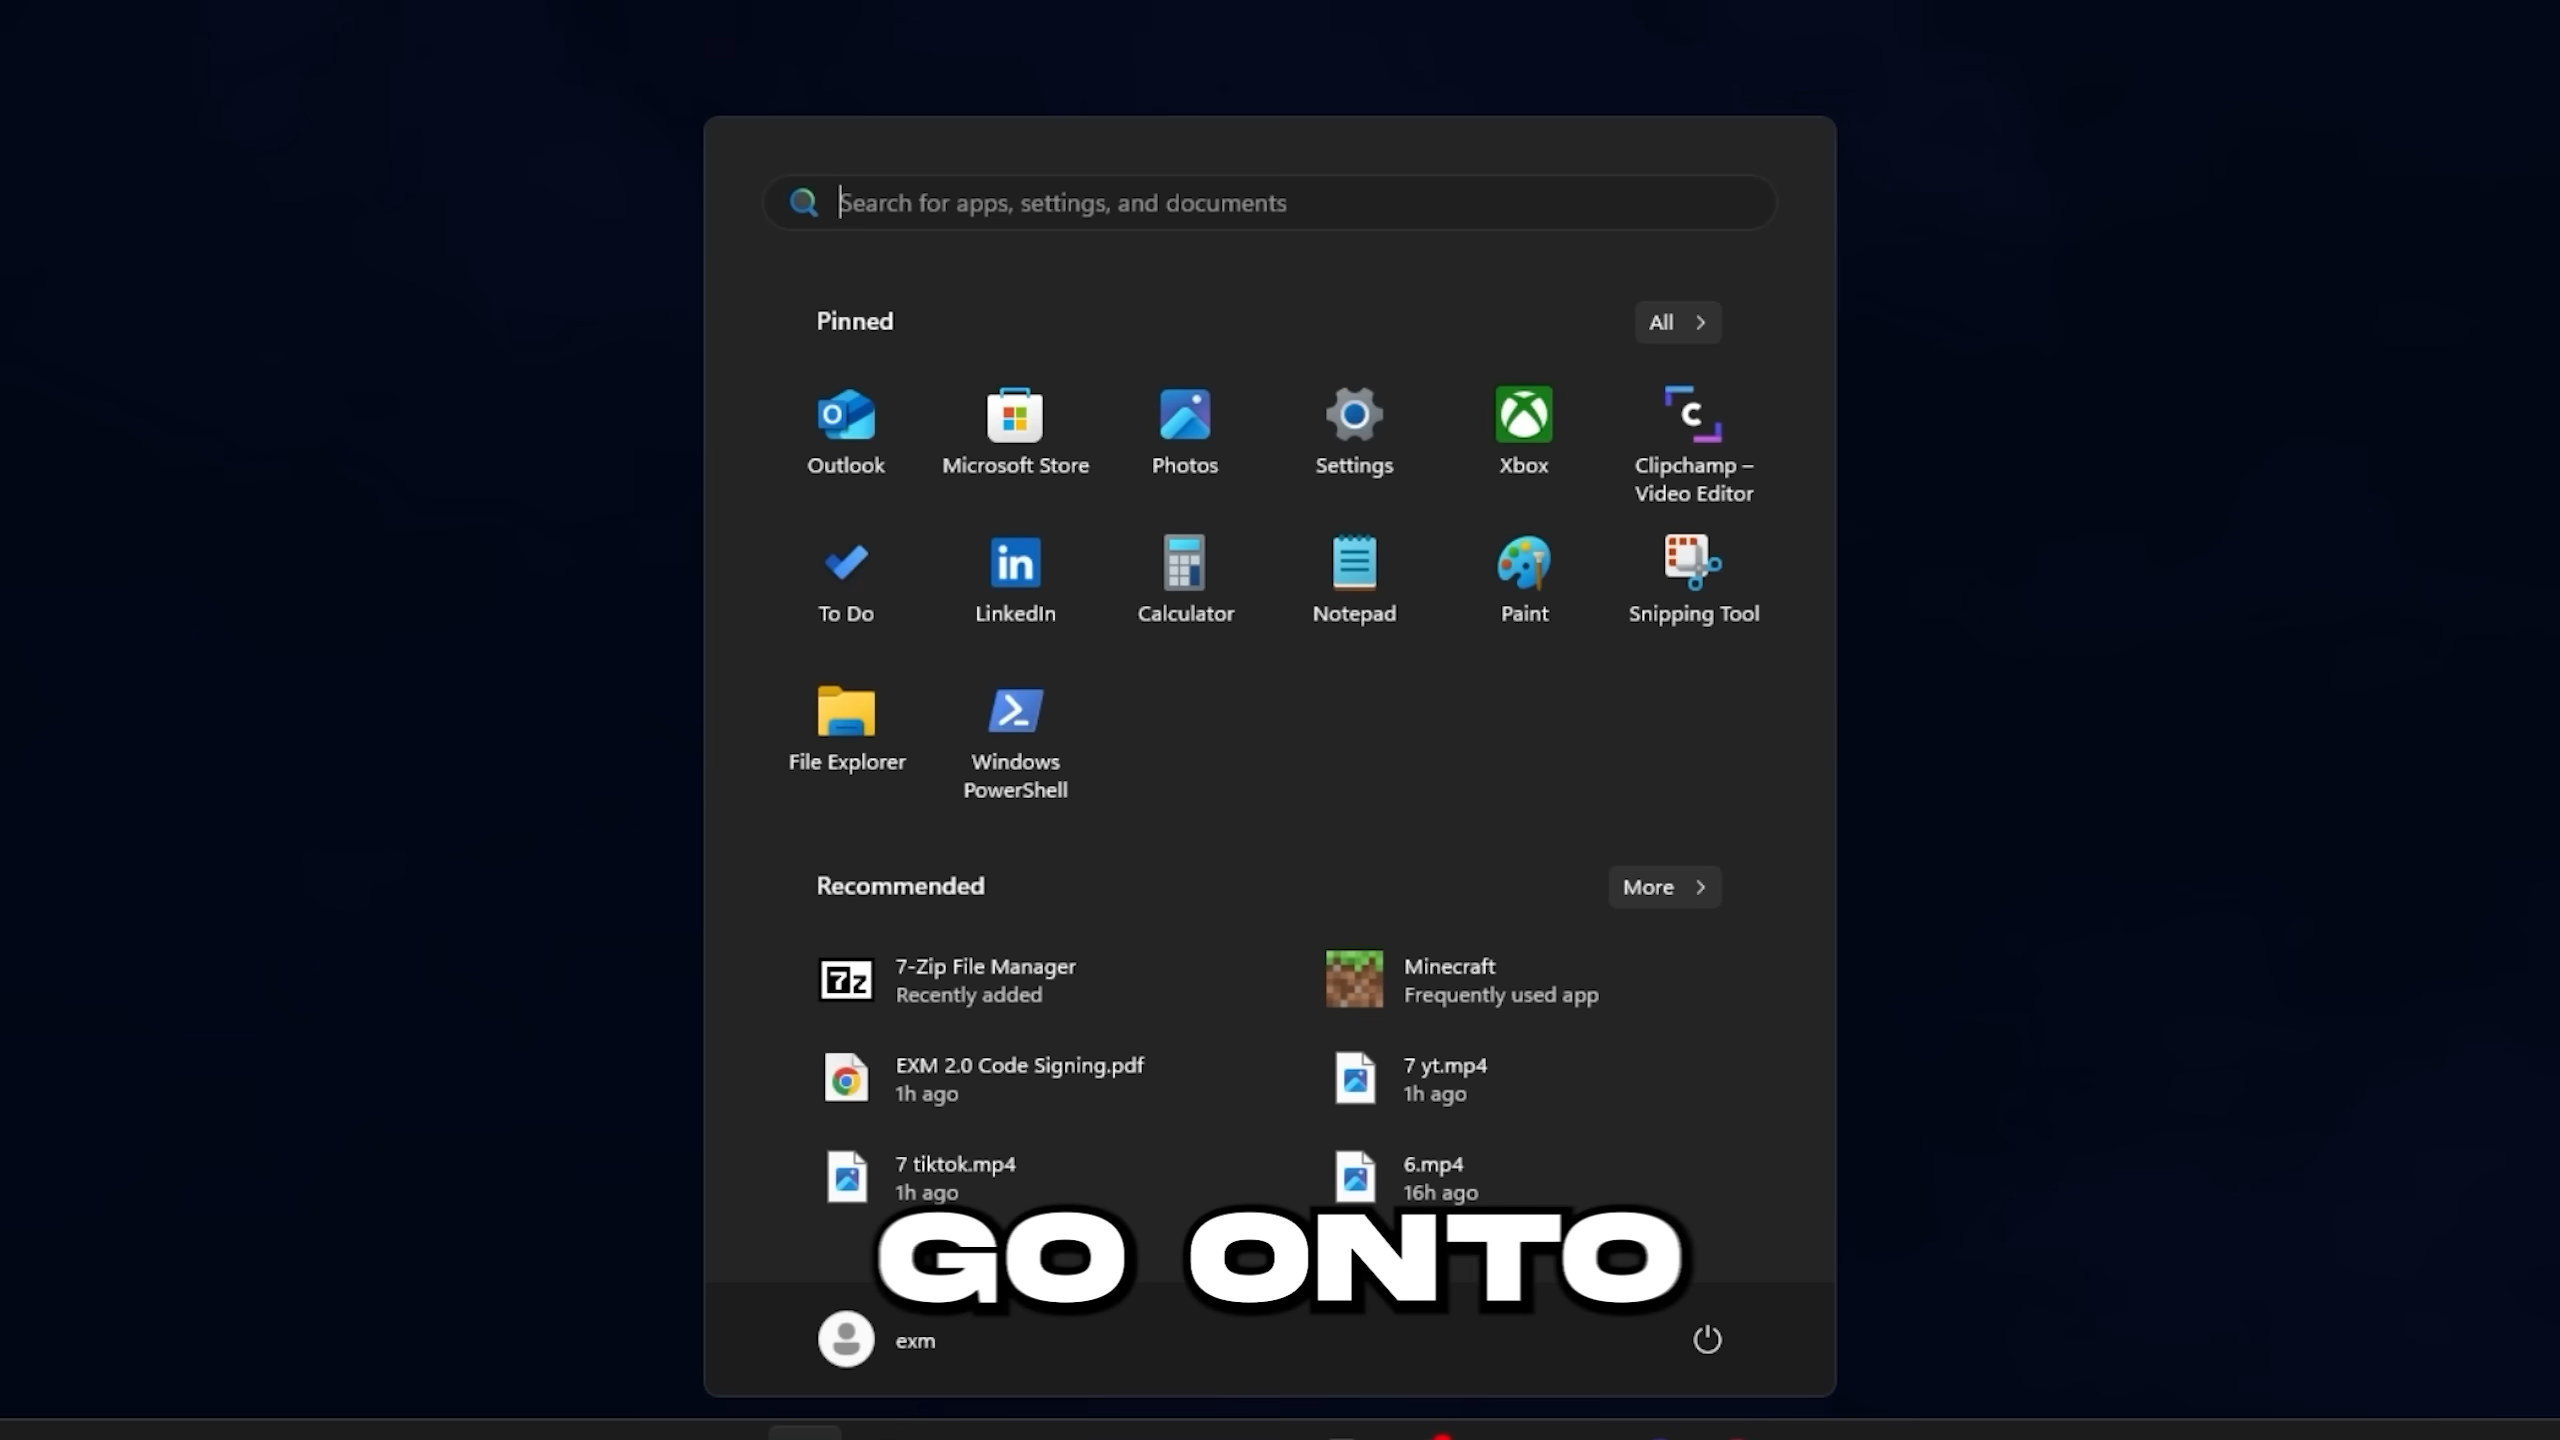 Search for apps, settings, and documents
Pinned
All
Outlook
Microsoft Store
Photos
Settings
Xbox
Clipchamp –
Video Editor
To Do
LinkedIn
Calculator
Notepad
Paint
Snipping Tool
File Explorer
Windows
PowerShell
Recommended
More
7-Zip File Manager
Recently added
Minecraft
Frequently used app
EXM 2.0 Code Signing.pdf
1h ago
7 yt.mp4
1h ago
7 tiktok.mp4
1h ago
6.mp4
16h ago
GO ONTO
exm